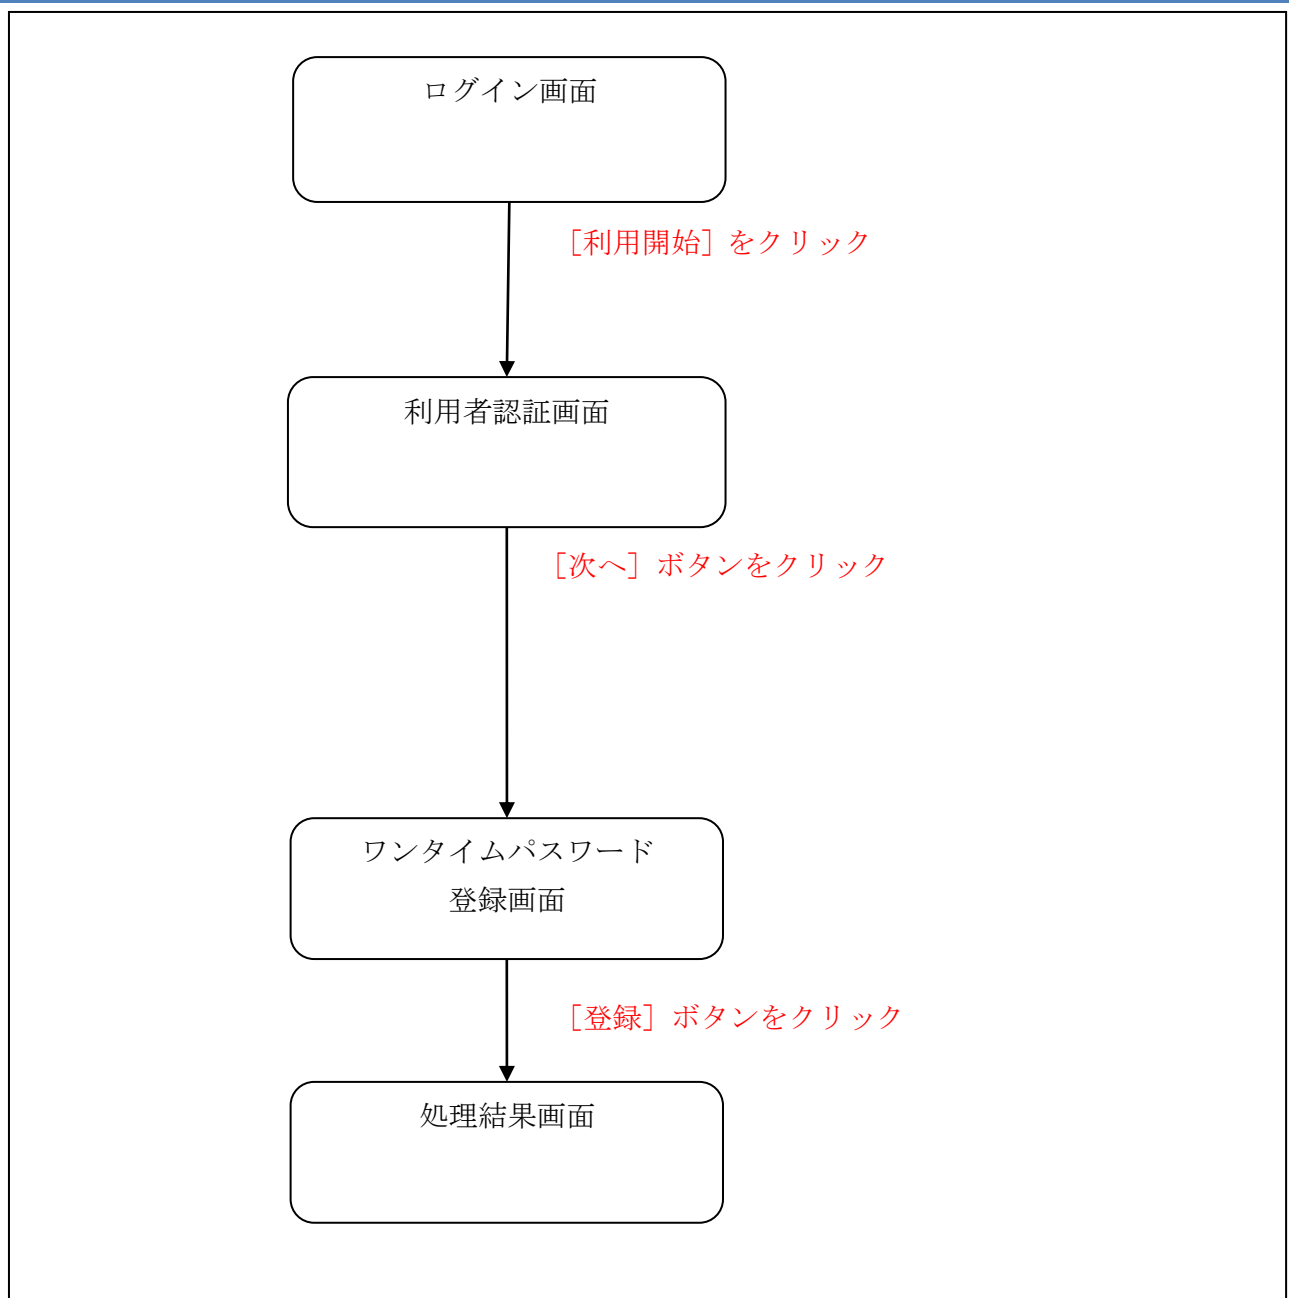 ログイン画面
［利用開始］をクリック
利用者認証画面
［次へ］ボタンをクリック
ワンタイムパスワード
登録画面
［登録］ボタンをクリック
処理結果画面